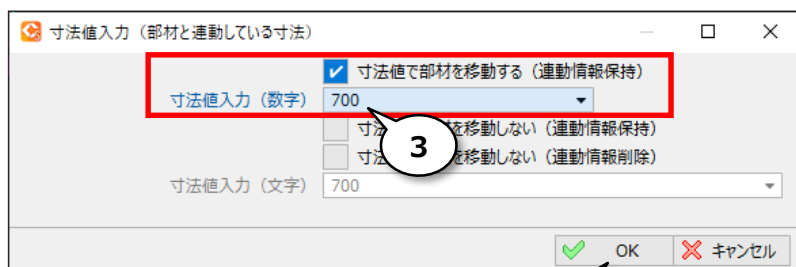 寸法値入力（部材と連動している寸法）
寸法値で部材を移動する（連動情報保持）
寸法値入力（数字） 700
寸法 を移動しない（連動情報保持）
3
寸法 を移動しない（連動情報削除）
寸法値入力（文字） 700
OK キャンセル